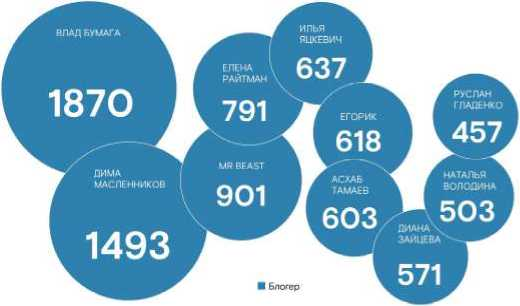 ВЛАД БУМАГА
1870
ДИМА
МАСЛЕННИКОВ
1493
ЕЛЕНА
РАЙТМАН
791
MR BEAST
901
ИЛЬЯ
ЯЦКЕВИЧ
637
ЕГОРИК
618
АСХАБ
ТАМАЕВ
603
ДИАНА
ЗАЙЦЕВА
571
НАТАЛЬЯ
ВОЛОДИНА
503
РУСЛАН
ГЛАДЕНКО
457
Блогер